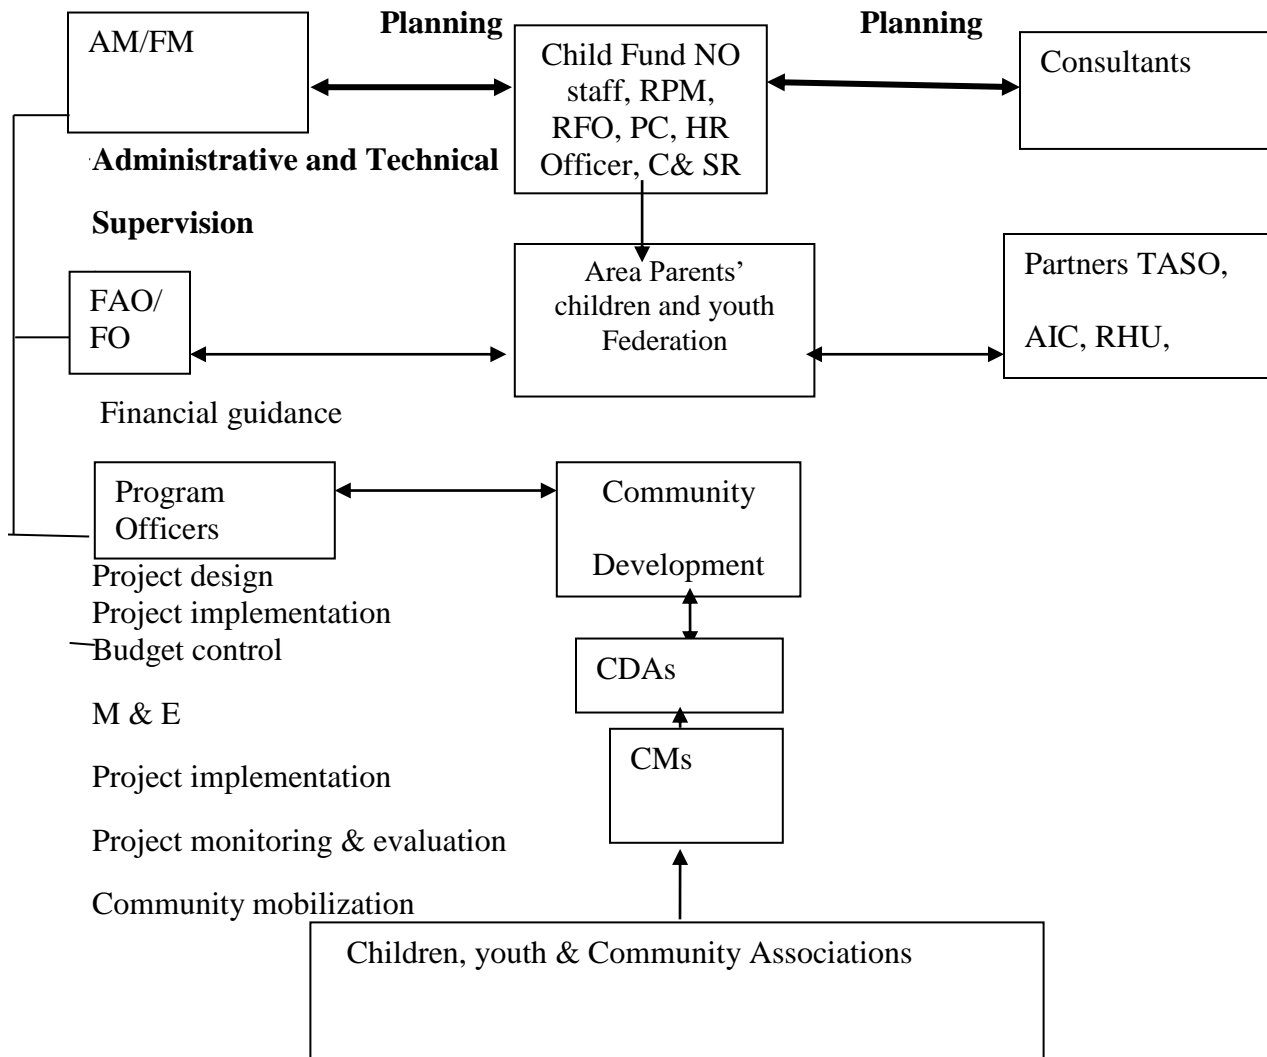 Planning
Planning
AM/FM
Child Fund NO
staff, RPM,
RFO, PC, HR
Officer, C& SR
Consultants
Administrative and Technical
Supervision
FAO/
FO
Area Parents’
children and youth
Federation
Partners TASO,
AIC, RHU,
Financial guidance
Program
Officers
Community
Development
Project design
Project implementation
Budget control
CDAs
M & E
CMs
Project implementation
Project monitoring & evaluation
Community mobilization
Children, youth & Community Associations